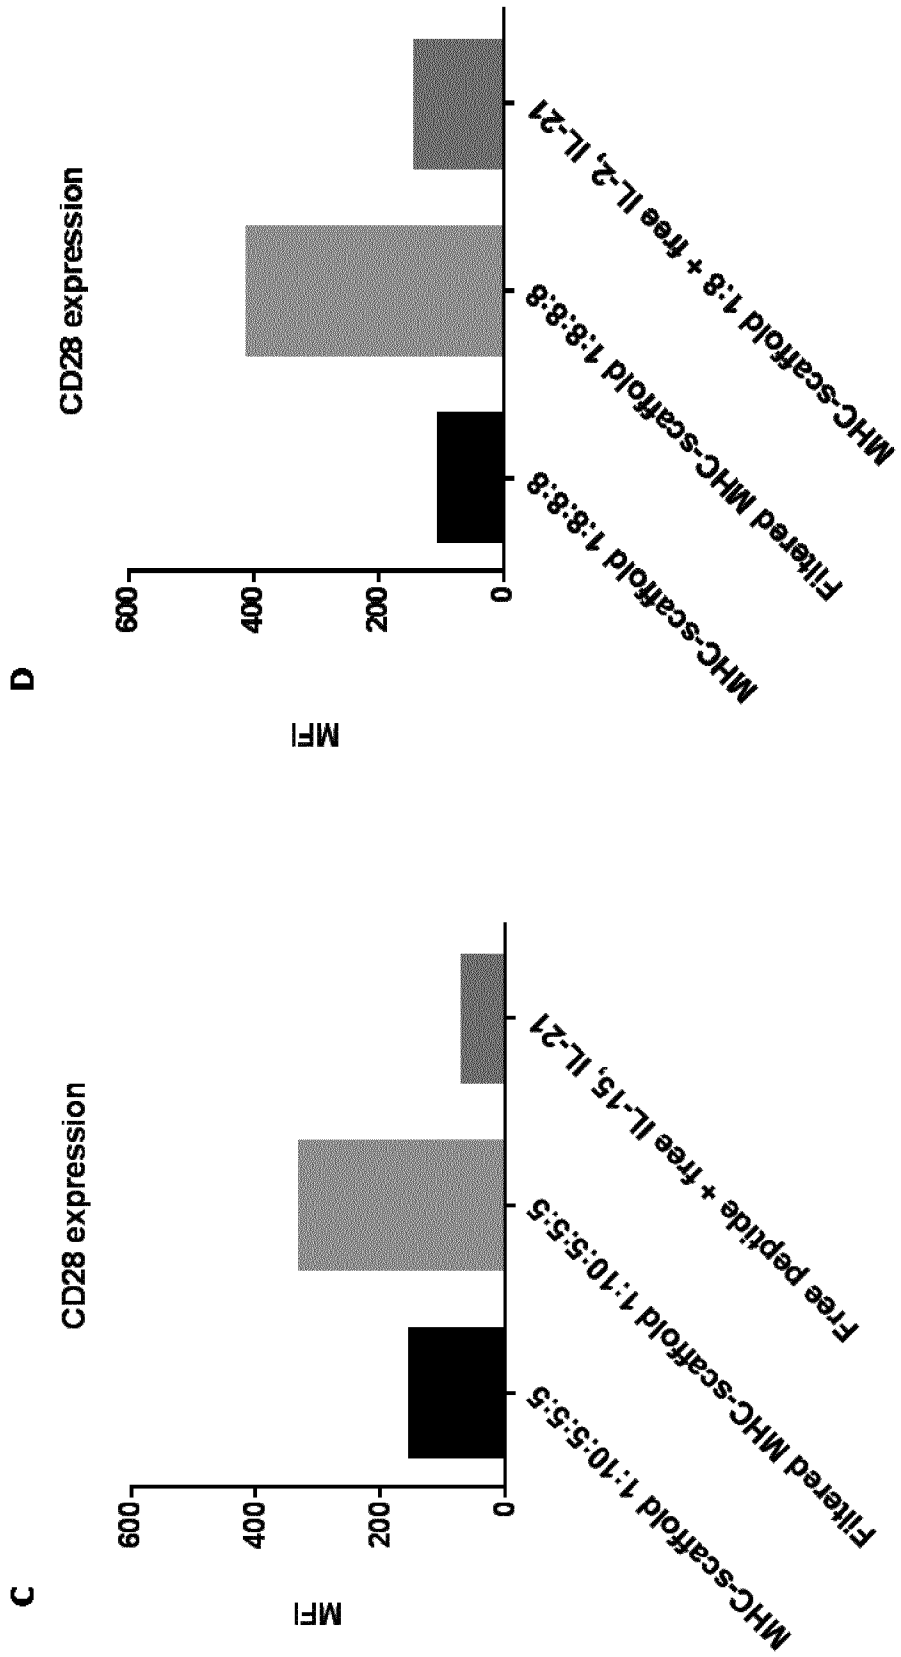 C
CD28 expression
MFI
600
400
200
0
MHC-scaffold 1:10:5:5:5
Filtered MHC-scaffold 1:10:5:5:5
Free peptide + free IL-15, IL-21
D
CD28 expression
MFI
600
400
200
0
MHC-scaffold 1:8:8:8
Filtered MHC-scaffold 1:8:8:8
MHC-scaffold 1:8 + free IL-2, IL-21